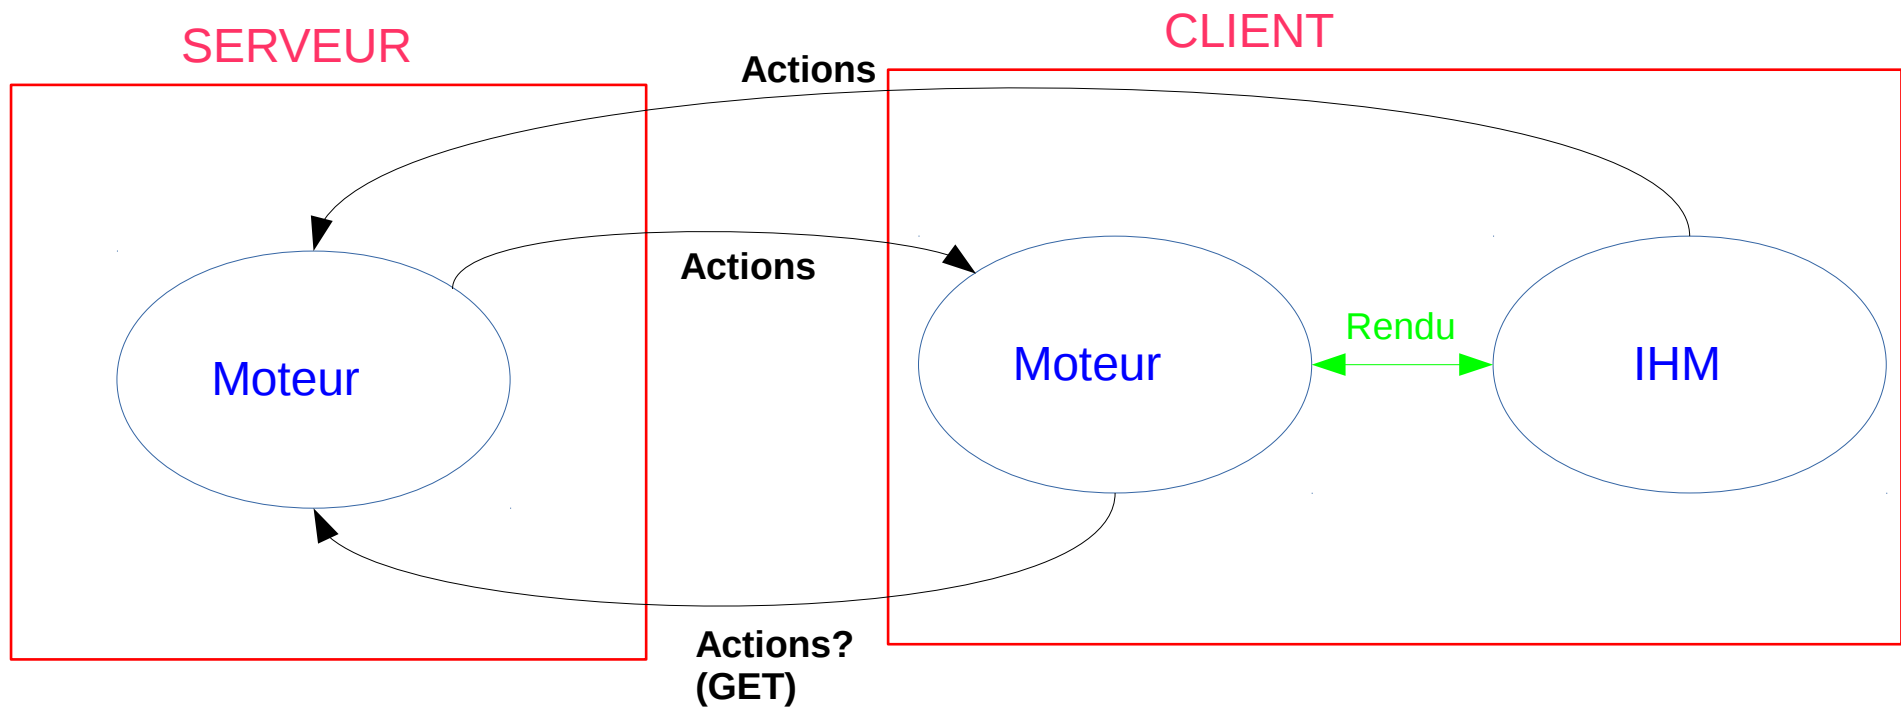 SERVEUR
CLIENT
Actions
Actions
Rendu
Moteur
Moteur
IHM
Actions?
(GET)